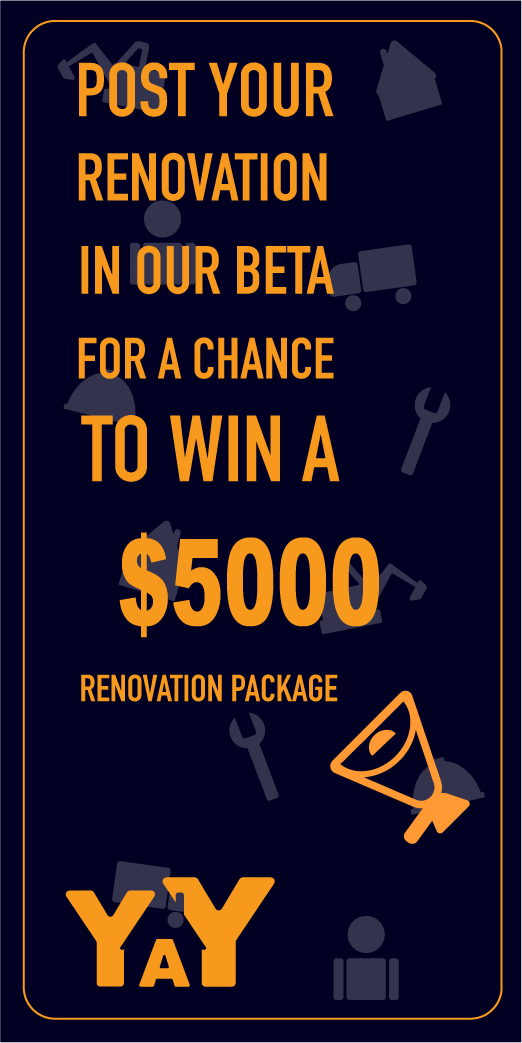 POST YOUR
RENOVATION
IN OUR BETA
FOR A CHANCE
TO WIN A
$5000
RENOVATION PACKAGE
YAY